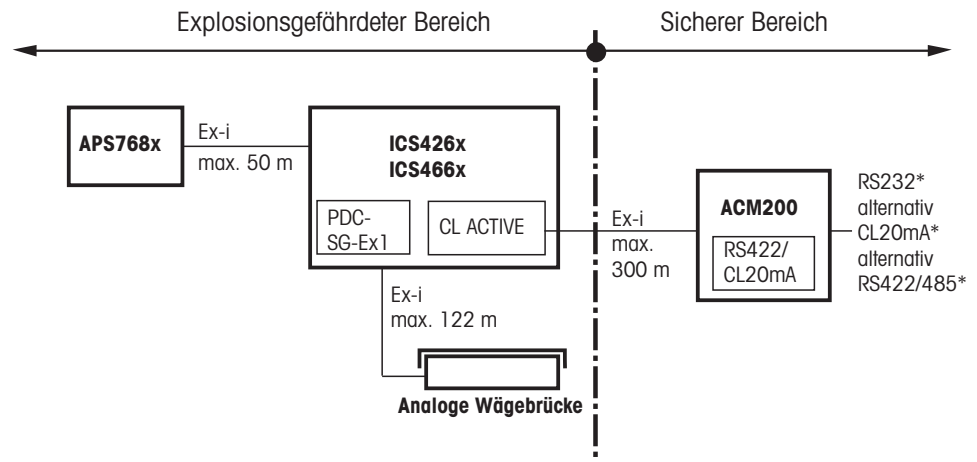 Explosionsgefährdeter Bereich
Sicherer Bereich
APS768x
Ex-i
max. 50 m
ICS426x
ICS466x
PDC-
SG-Ex1
CL ACTIVE
Ex-i
max.
300 m
ACM200
RS422/
CL20mA
RS232*
alternativ
CL20mA*
alternativ
RS422/485*
Ex-i
max. 122 m
Analoge Wägebrücke